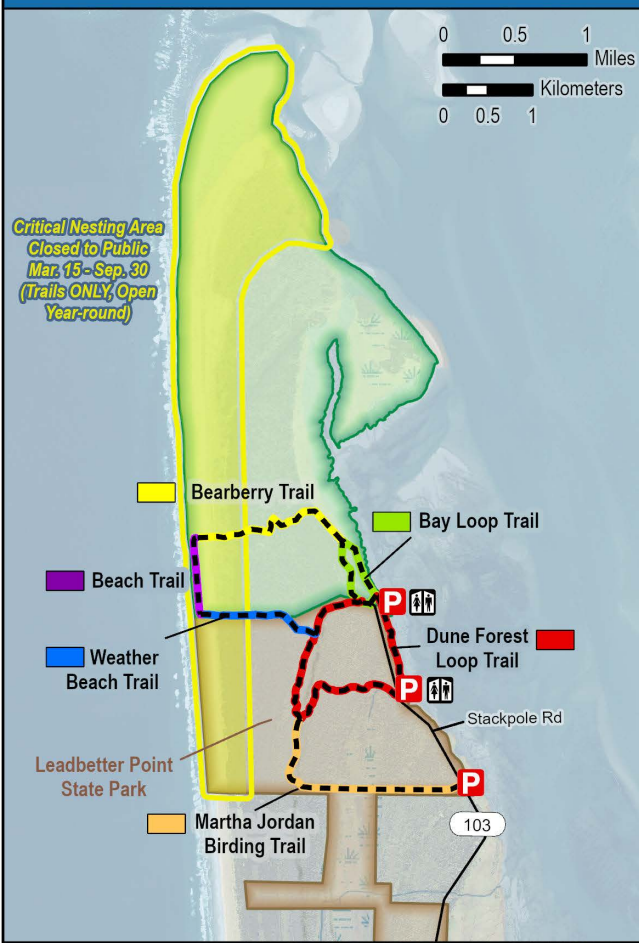 0 0.5 1
Miles
Kilometers
0 0.5 1
Critical Nesting Area
Closed to Public
Mar. 15 - Sep. 30
(Trails ONLY, Open
Year-round)
Bearberry Trail
Bay Loop Trail
Beach Trail
P
Dune Forest
Loop Trail
Weather
Beach Trail
P
Stackpole Rd
Leadbetter Point
State Park
P
Martha Jordan
Birding Trail
103